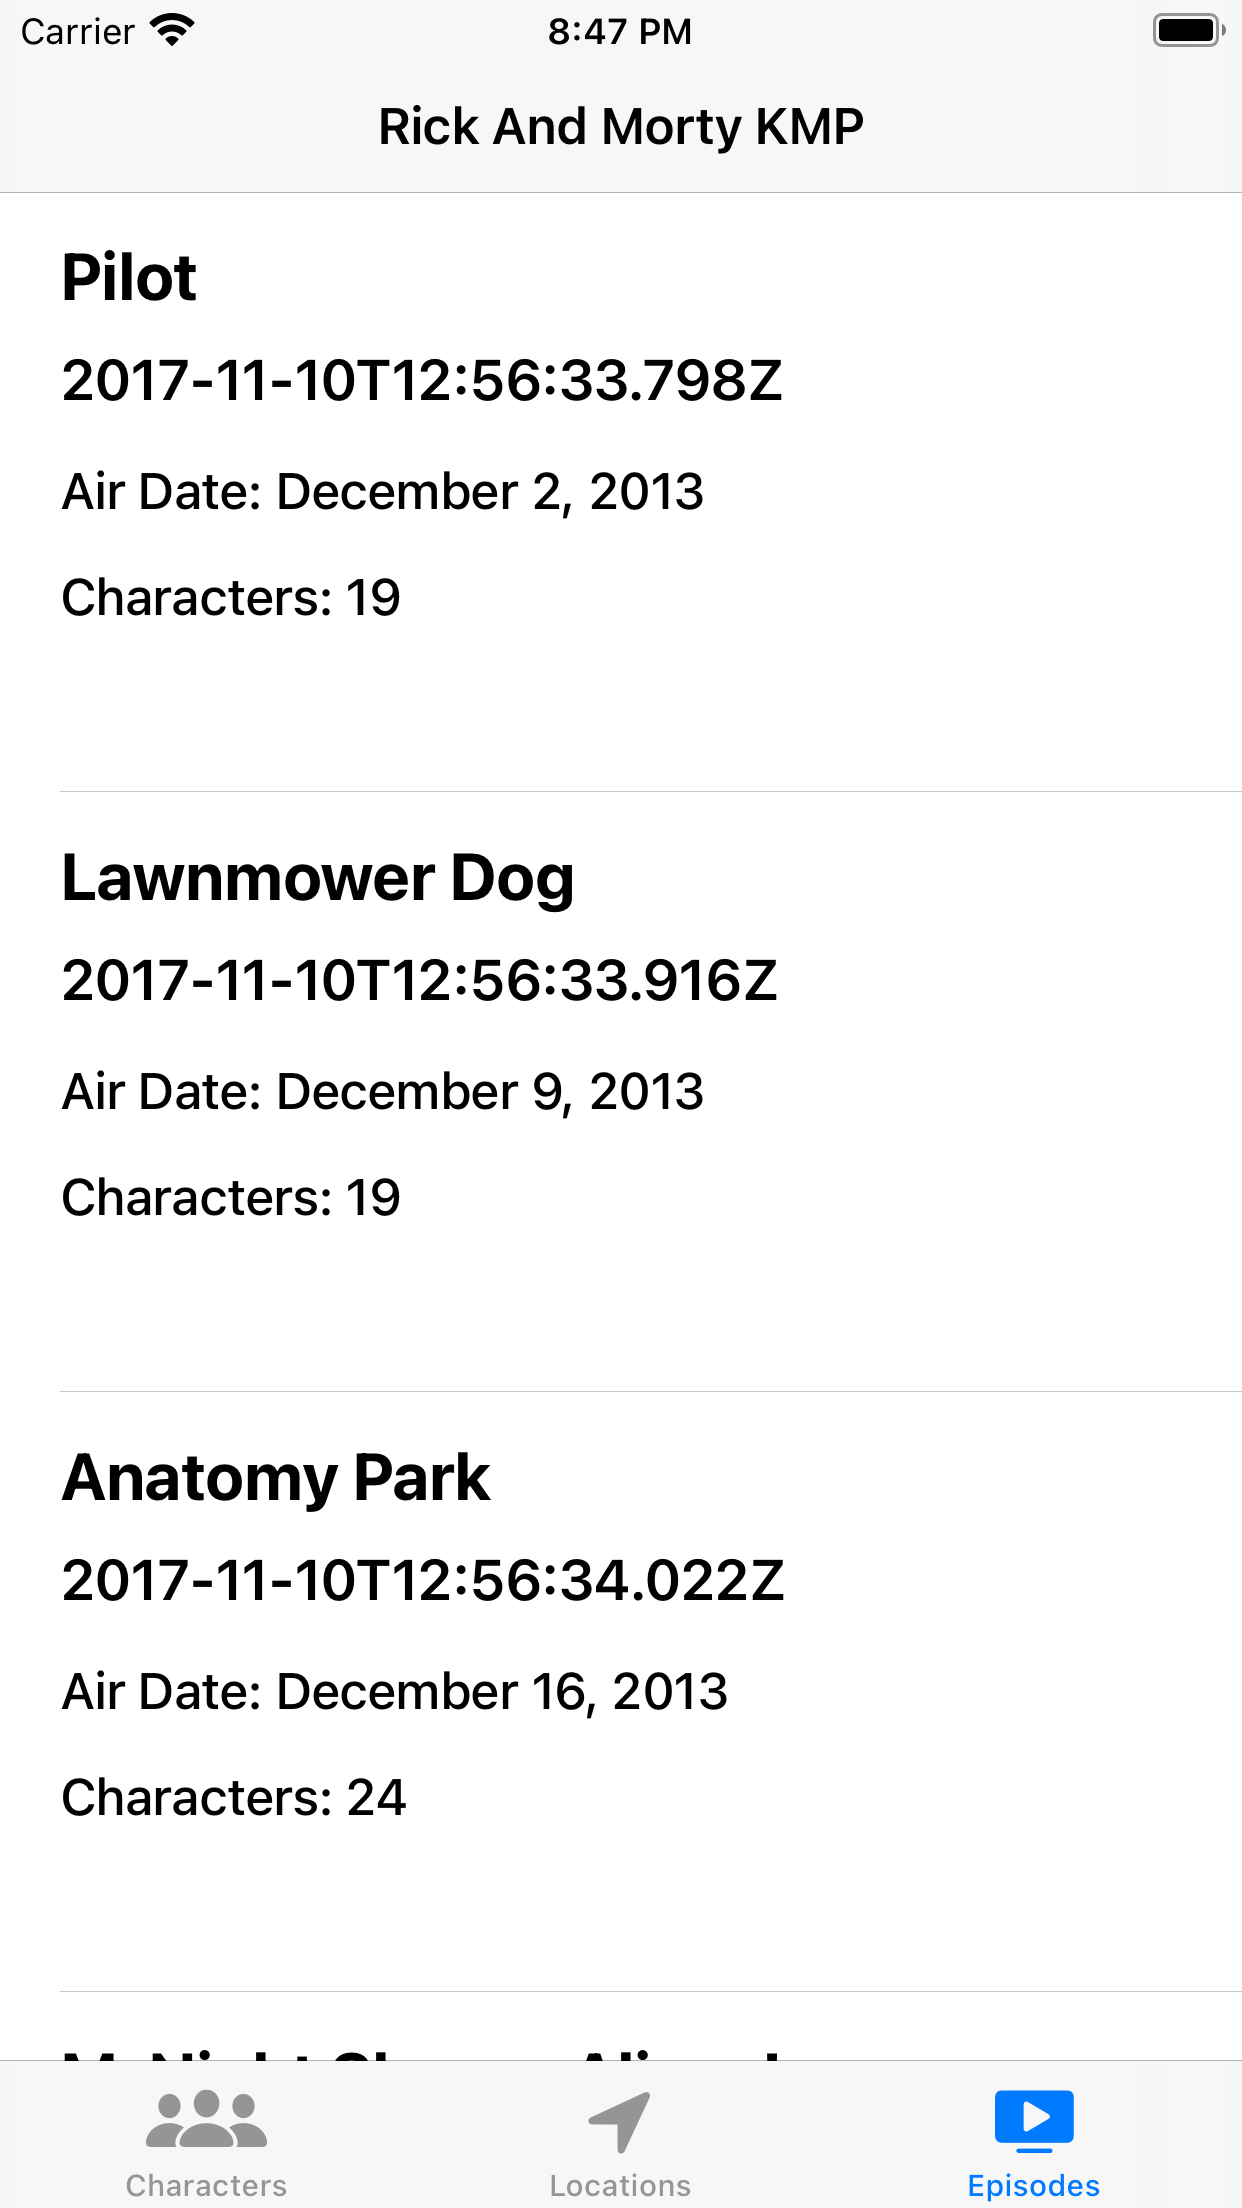 Carrier 8:47 PM
Rick And Morty KMP
Pilot
2017-11-10T12:56:33.798Z
Air Date: December 2, 2013
Characters: 19
Lawnmower Dog
2017-11-10T12:56:33.916Z
Air Date: December 9, 2013
Characters: 19
Anatomy Park
2017-11-10T12:56:34.022Z
Air Date: December 16, 2013
Characters: 24
Characters Locations Episodes